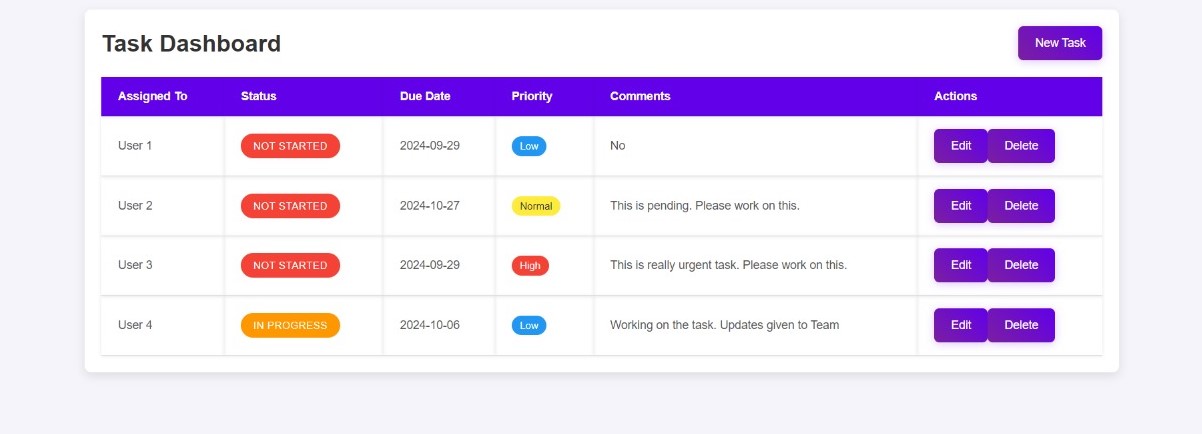 Task Dashboard New Task
Assigned To Status Due Date Priority Comments Actions
User 1 NOT STARTED 2024-09-29 Low No Edit Delete
User 2 NOT STARTED 2024-10-27 Normal This is pending. Please work on this. Edit Delete
User 3 NOT STARTED 2024-09-29 High This is really urgent task. Please work on this. Edit Delete
User 4 IN PROGRESS 2024-10-06 Low Working on the task. Updates given to Team Edit Delete